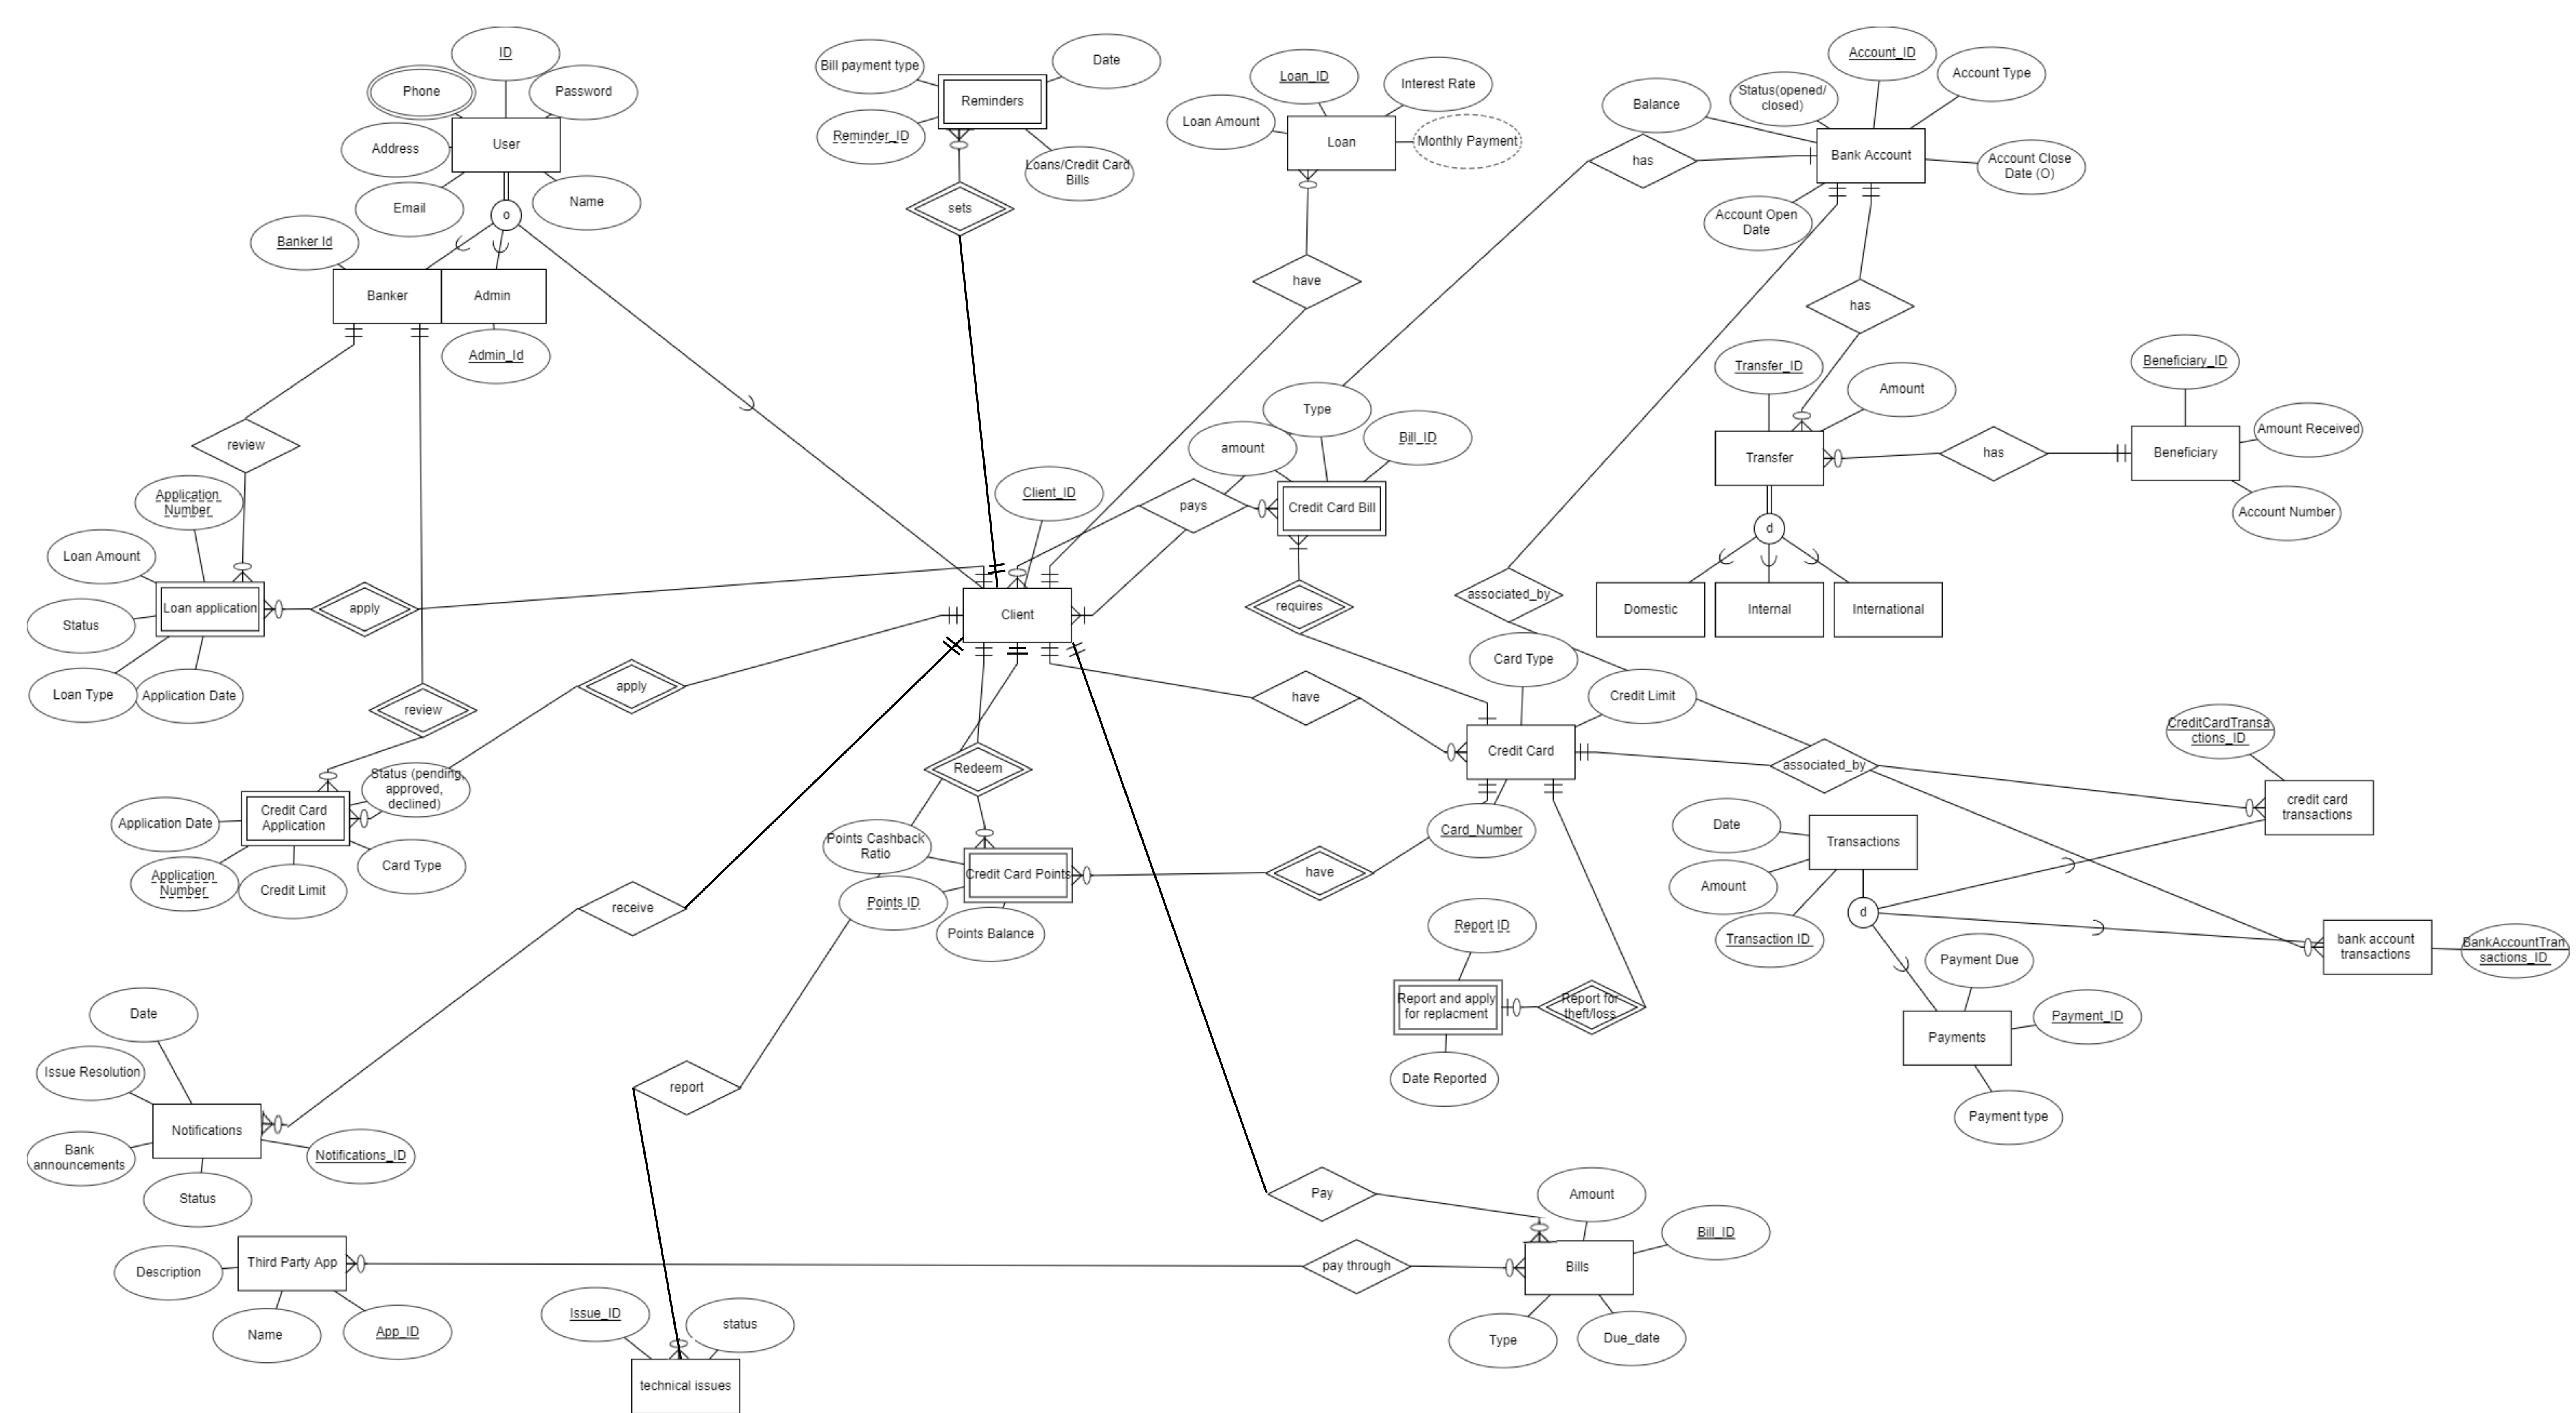 ID
Phone
Password
Address
User
Email
Name
o
Banker Id
Banker
Admin
Admin_Id
Bill payment type
Date
Reminders
Reminder_ID
Loans/Credit Card
Bills
sets
Loan_ID
Interest Rate
Loan Amount
Loan
Monthly Payment
have
Account_ID
Account Type
Status(opened/
closed)
Balance
Bank Account
has
Account Close
Date (O)
Account Open
Date
has
Transfer_ID
Amount
Transfer
has
Beneficiary_ID
Amount Received
Beneficiary
Account Number
d
Domestic
Internal
International
review
Application
Number
Loan Amount
Loan application
Status
Loan Type
Application Date
apply
Client_ID
Client
Type
amount
Bill_ID
pays
Credit Card Bill
requires
associated_by
apply
review
Status (pending,
approved,
declined)
Credit Card
Application
Application Date
Application
Number
Credit Limit
Card Type
have
Card Type
Credit Limit
Credit Card
Card_Number
associated_by
CreditCardTransa
ctions_ID
credit card
transactions
Redeem
Points Cashback
Ratio
Credit Card Points
Points ID
Points Balance
have
Date
Transactions
Amount
Transaction ID
d
Payment Due
Payment_ID
Payments
Payment type
bank account
transactions
BankAccountTran
sactions_ID
receive
Report ID
Report and apply
for replacment
Report for
theft/loss
Date Reported
Date
Issue Resolution
Notifications
Bank
announcements
Notifications_ID
Status
report
Pay
Amount
Bill_ID
Bills
Type
Due_date
pay through
Third Party App
Description
Name
App_ID
Issue_ID
status
technical issues